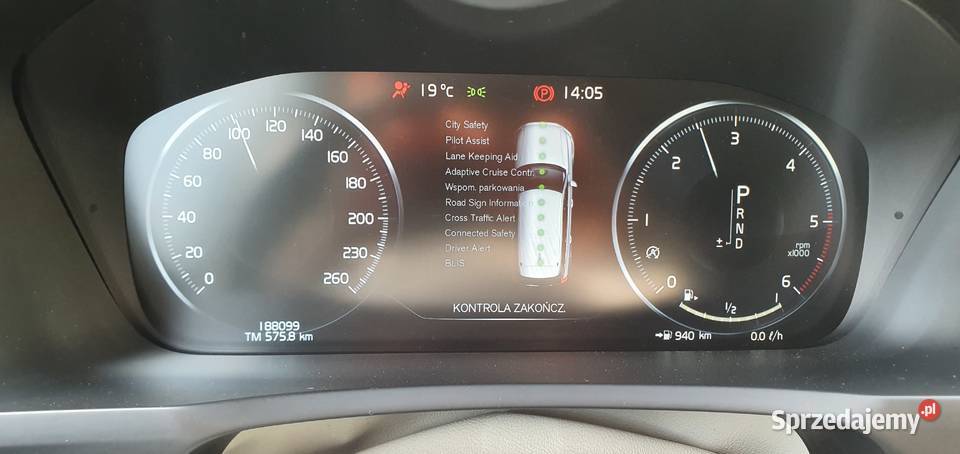 19°C
14:05
City Safety
Pilot Assist
Lane Keeping Aid
Adaptive Cruise Contr.
Wspom. parkowania
Road Sign Information
Cross Traffic Alert
Connected Safety
Driver Alert
BLIS
KONTROLA ZAKOŃCZ.
0
20
40
60
80
100
120
140
160
180
200
230
260
188099
TM 575.8 km
0
1
2
3
4
5
6
rpm
x1000
P
R
N
D
±
1/2
1
940 km
0.0 ℓ/h
Sprzedajemy.pl